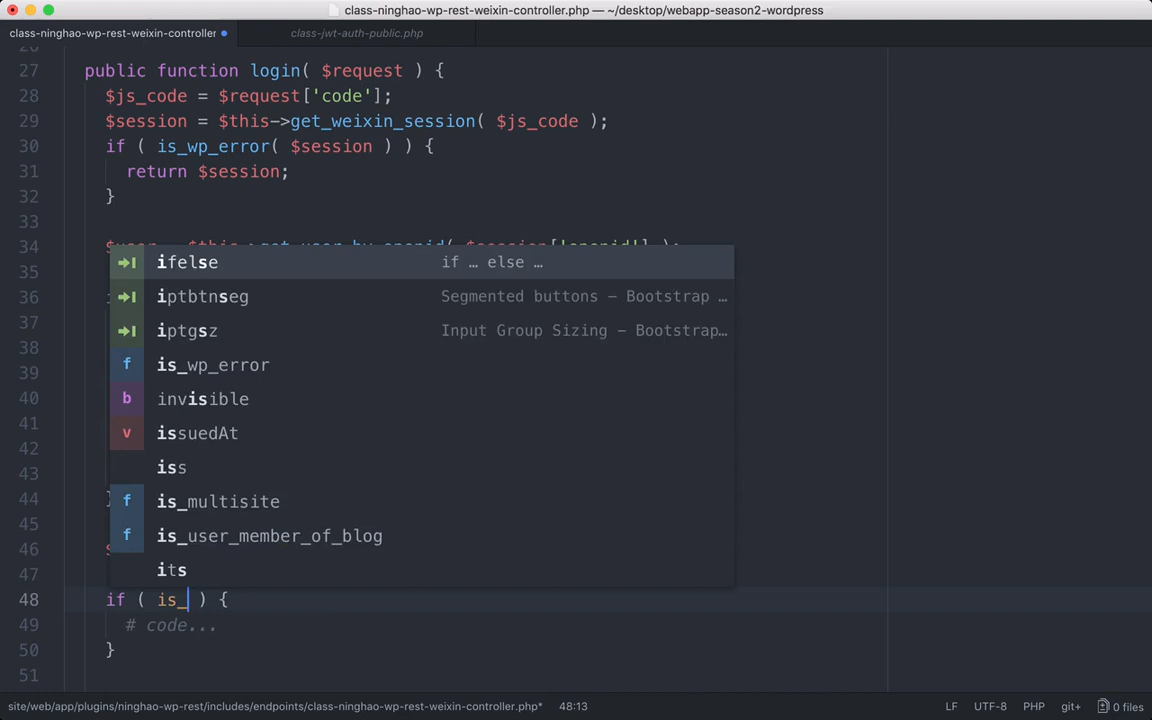 class-ninghao-wp-rest-weixin-controller.php — ~/desktop/webapp-season2-wordpress
class-ninghao-wp-rest-weixin-controller
class-jwt-auth-public.php
27 public function login( $request ) {
28 $js_code = $request['code'];
29 $session = $this->get_weixin_session( $js_code );
30 if ( is_wp_error( $session ) ) {
31 return $session;
32 }
33
34 $user = $this->get_user_by_openid( $session['openid'] );
35
36
37
38
39
40
41
42
43
44 }
45
46 $
47
48 if ( is_ ) {
49 # code...
50 }
51
ifelse if … else …
iptbtnseg Segmented buttons – Bootstrap …
iptgsz Input Group Sizing – Bootstrap…
f is_wp_error
b invisible
v issuedAt
iss
f is_multisite
f is_user_member_of_blog
its
site/web/app/plugins/ninghao-wp-rest/includes/endpoints/class-ninghao-wp-rest-weixin-controller.php* 48:13 LF UTF-8 PHP git+ 0 files